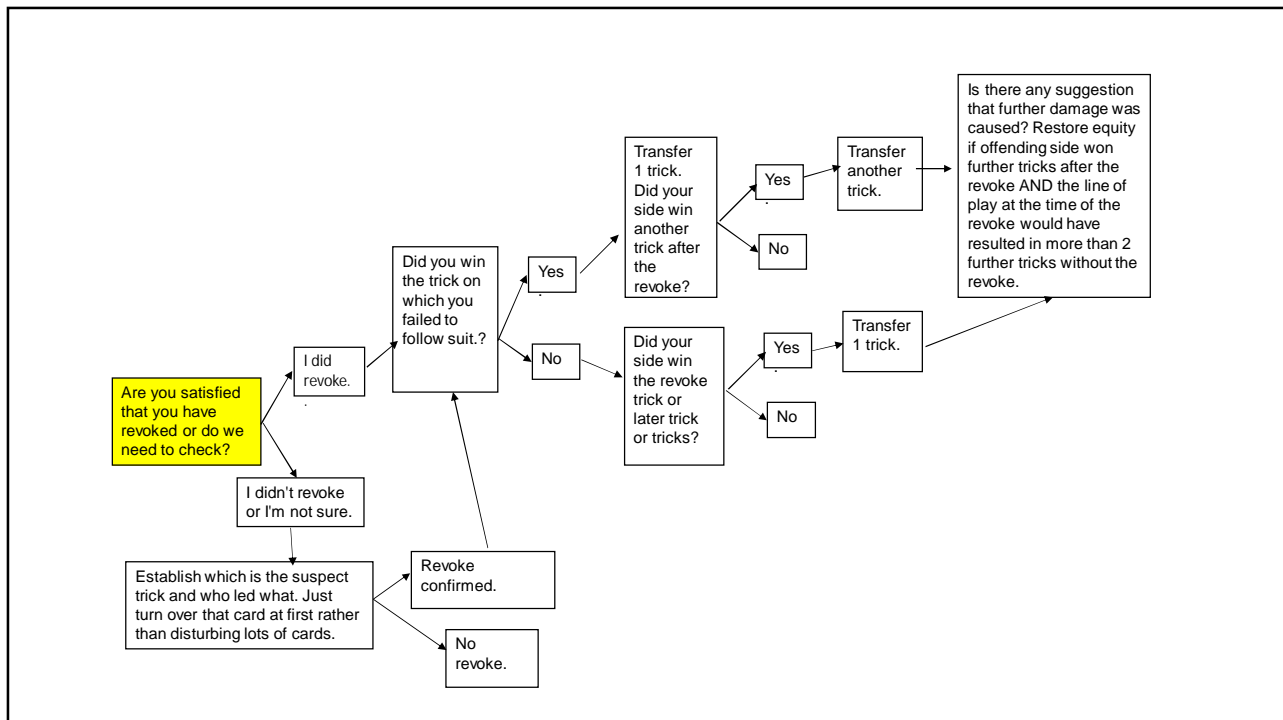 Are you satisfied
that you have
revoked or do we
need to check?
I did
revoke.
.
I didn't revoke
or I'm not sure.
Establish which is the suspect
trick and who led what. Just
turn over that card at first rather
than disturbing lots of cards.
Revoke
confirmed.
No
revoke.
Did you win
the trick on
which you
failed to
follow suit.?
Yes
.
No
Transfer
1 trick.
Did your
side win
another
trick after
the
revoke?
Yes
.
No
Transfer
another
trick.
Did your
side win
the revoke
trick or
later trick
or tricks?
Yes
.
No
Transfer
1 trick.
Is there any suggestion
that further damage was
caused? Restore equity
if offending side won
further tricks after the
revoke AND the line of
play at the time of the
revoke would have
resulted in more than 2
further tricks without the
revoke.